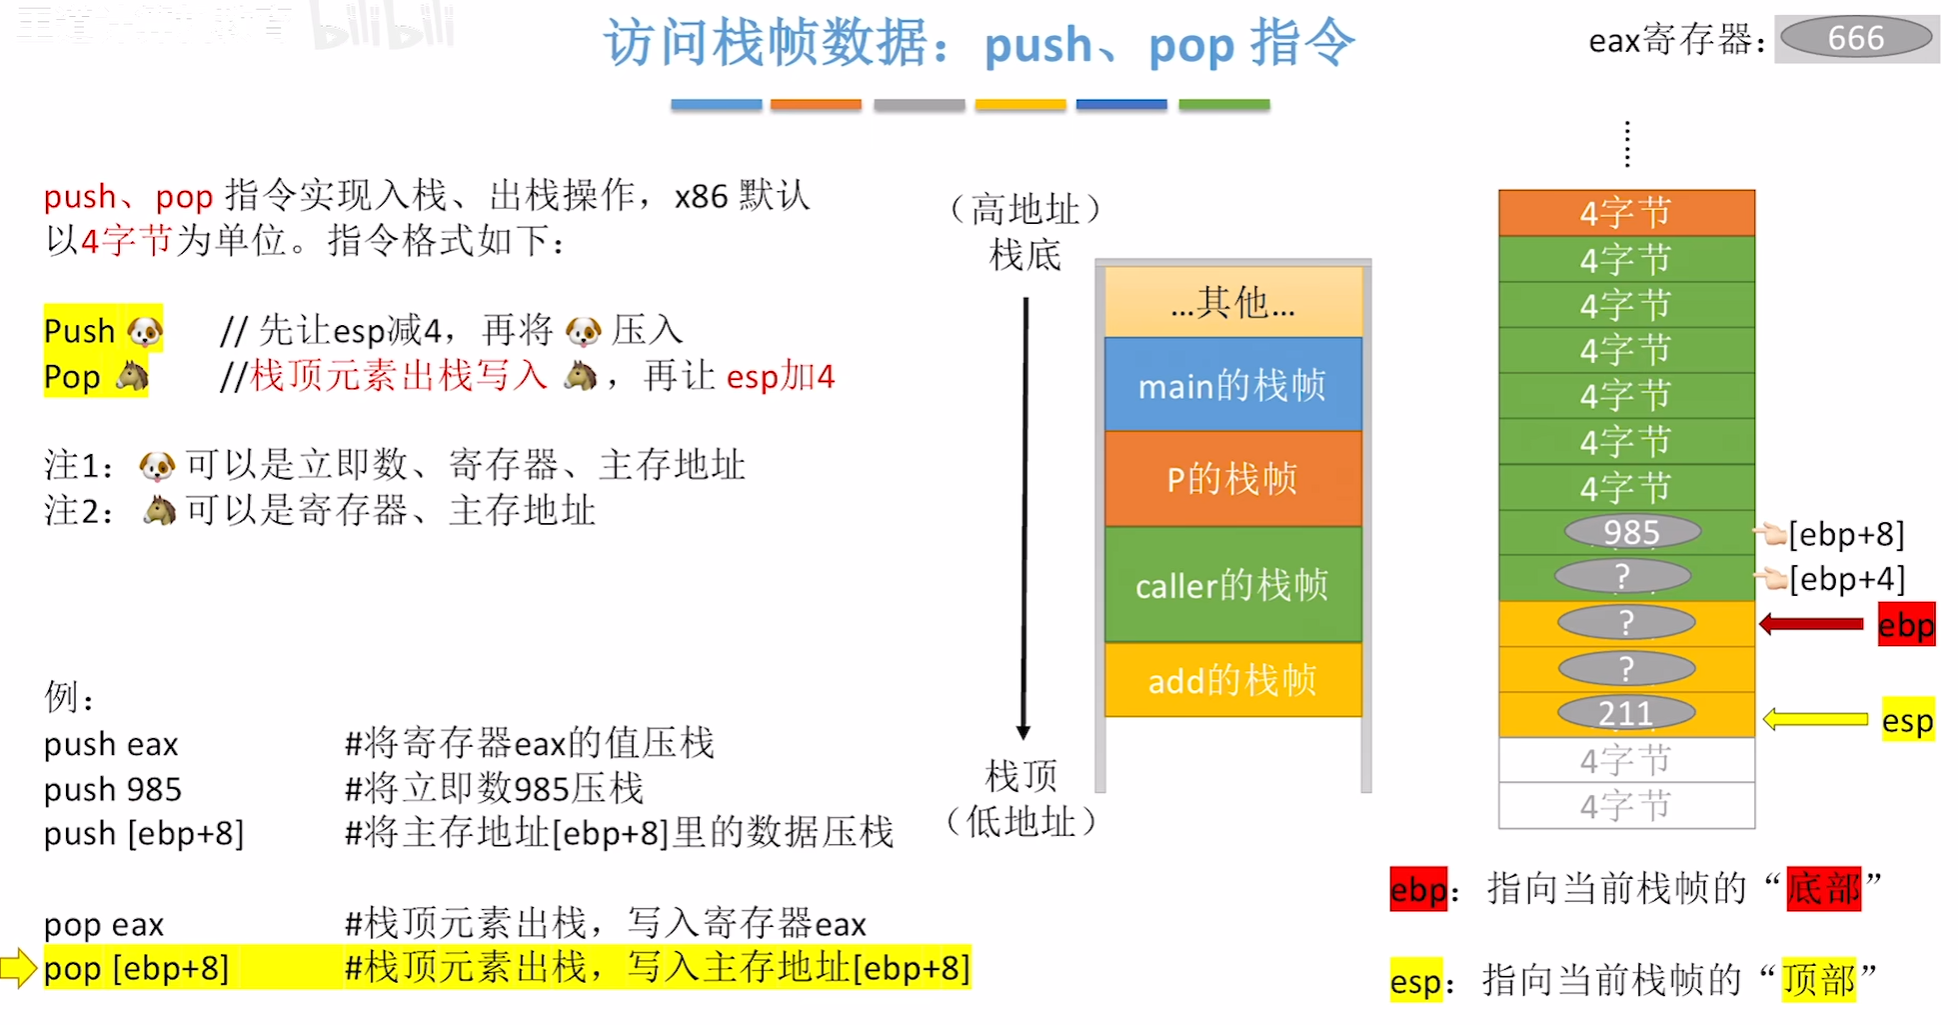 bilibili
访问栈帧数据：push、pop 指令
eax寄存器：666
push、pop 指令实现入栈、出栈操作，x86 默认
以4字节为单位。指令格式如下：
Push 🐶 // 先让esp减4，再将 🐶 压入
Pop 🐴 //栈顶元素出栈写入 🐴 ，再让 esp加4
注1：🐶 可以是立即数、寄存器、主存地址
注2：🐴 可以是寄存器、主存地址
例：
push eax #将寄存器eax的值压栈
push 985 #将立即数985压栈
push [ebp+8] #将主存地址[ebp+8]里的数据压栈
pop eax #栈顶元素出栈，写入寄存器eax
pop [ebp+8] #栈顶元素出栈，写入主存地址[ebp+8]
（高地址）
栈底
...其他...
main的栈帧
P的栈帧
caller的栈帧
add的栈帧
栈顶
（低地址）
4字节
4字节
4字节
4字节
4字节
4字节
4字节
985 [ebp+8]
? [ebp+4]
? ebp
?
211 esp
4字节
4字节
ebp：指向当前栈帧的“底部”
esp：指向当前栈帧的“顶部”